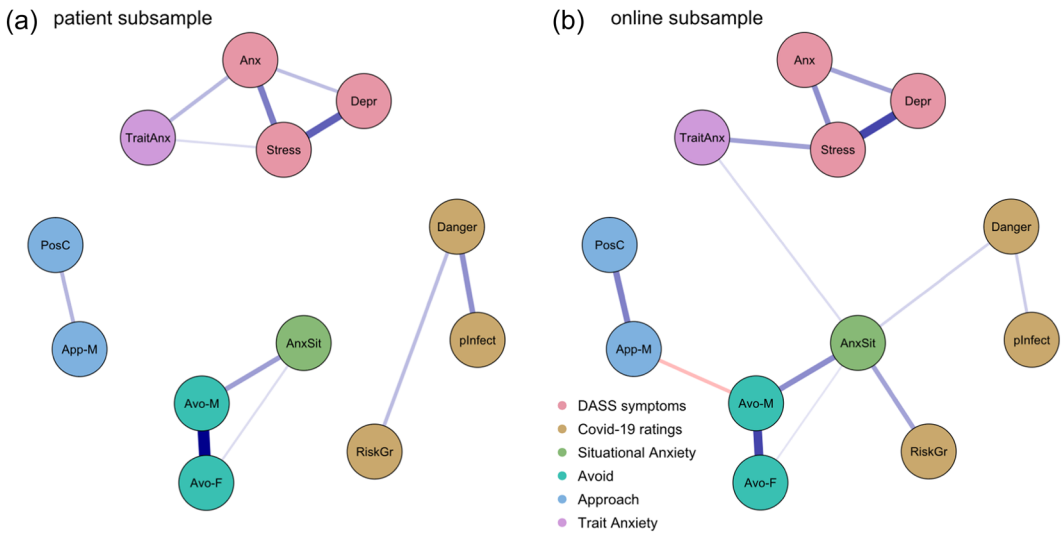 (a) patient subsample
Anx
Depr
TraitAnx
Stress
PosC
Danger
App-M
AnxSit
pInfect
Avo-M
RiskGr
Avo-F
(b) online subsample
Anx
Depr
TraitAnx
Stress
Danger
PosC
App-M
AnxSit
pInfect
Avo-M
RiskGr
Avo-F
DASS symptoms
Covid-19 ratings
Situational Anxiety
Avoid
Approach
Trait Anxiety